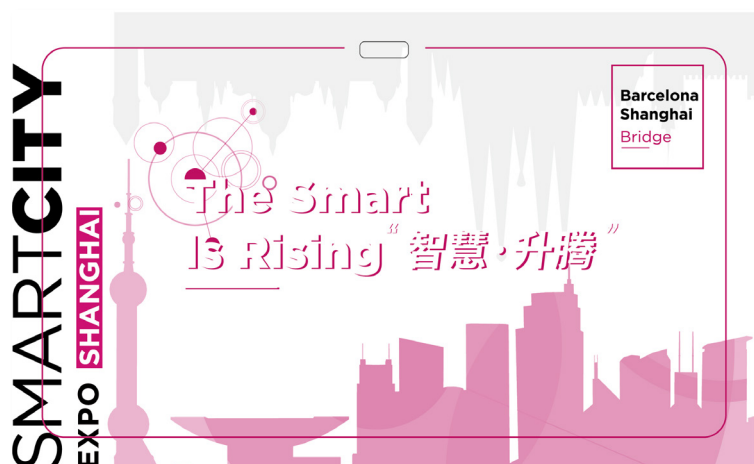 SMARTCITY
EXPO SHANGHAI
Barcelona
Shanghai
Bridge
The Smart
Is Rising“智慧·升腾”